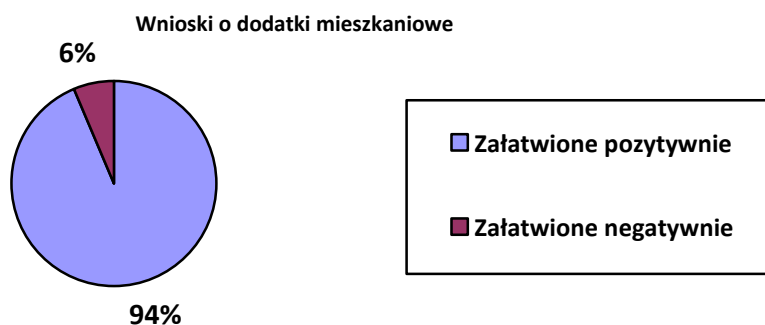 Wnioski o dodatki mieszkaniowe
6%
Załatwione pozytywnie
Załatwione negatywnie
94%